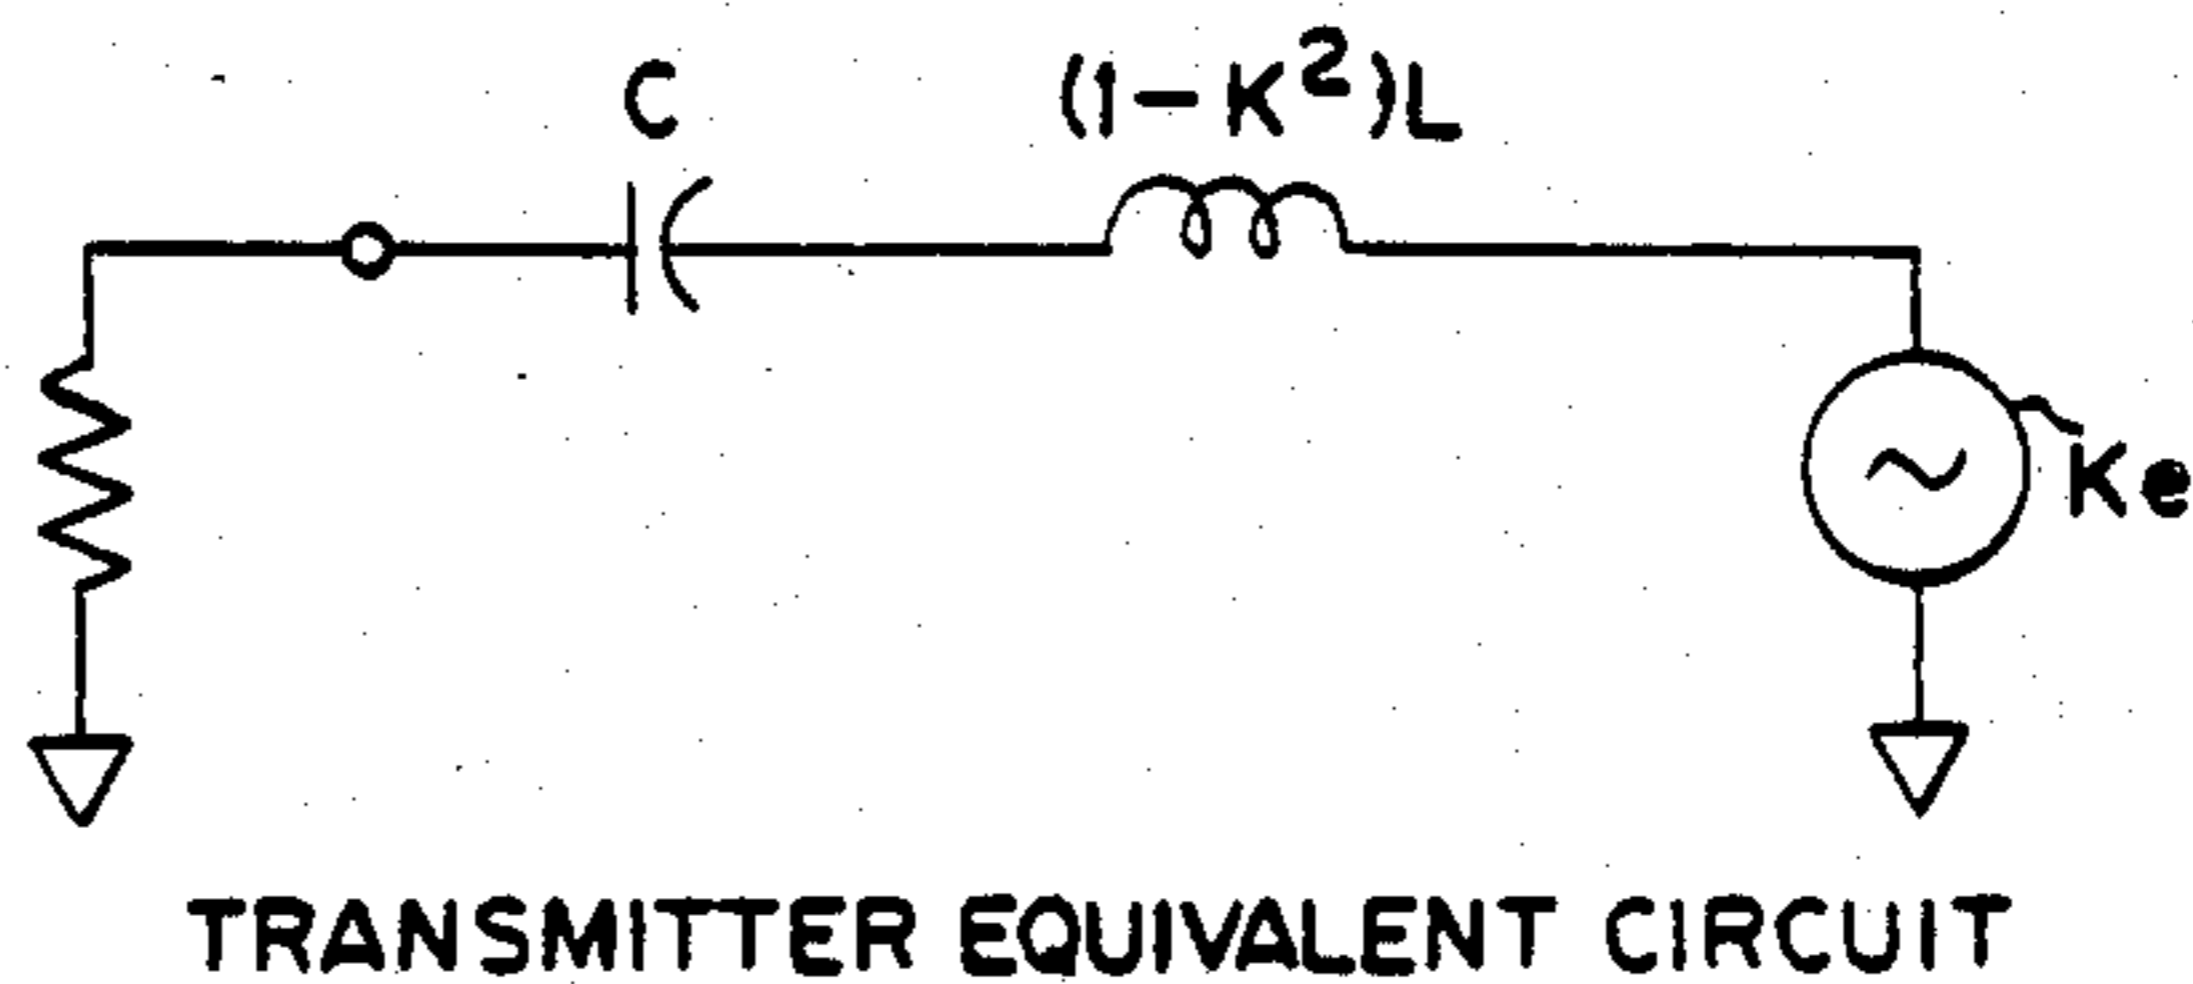 C
(1-K²)L
Ke
TRANSMITTER EQUIVALENT CIRCUIT